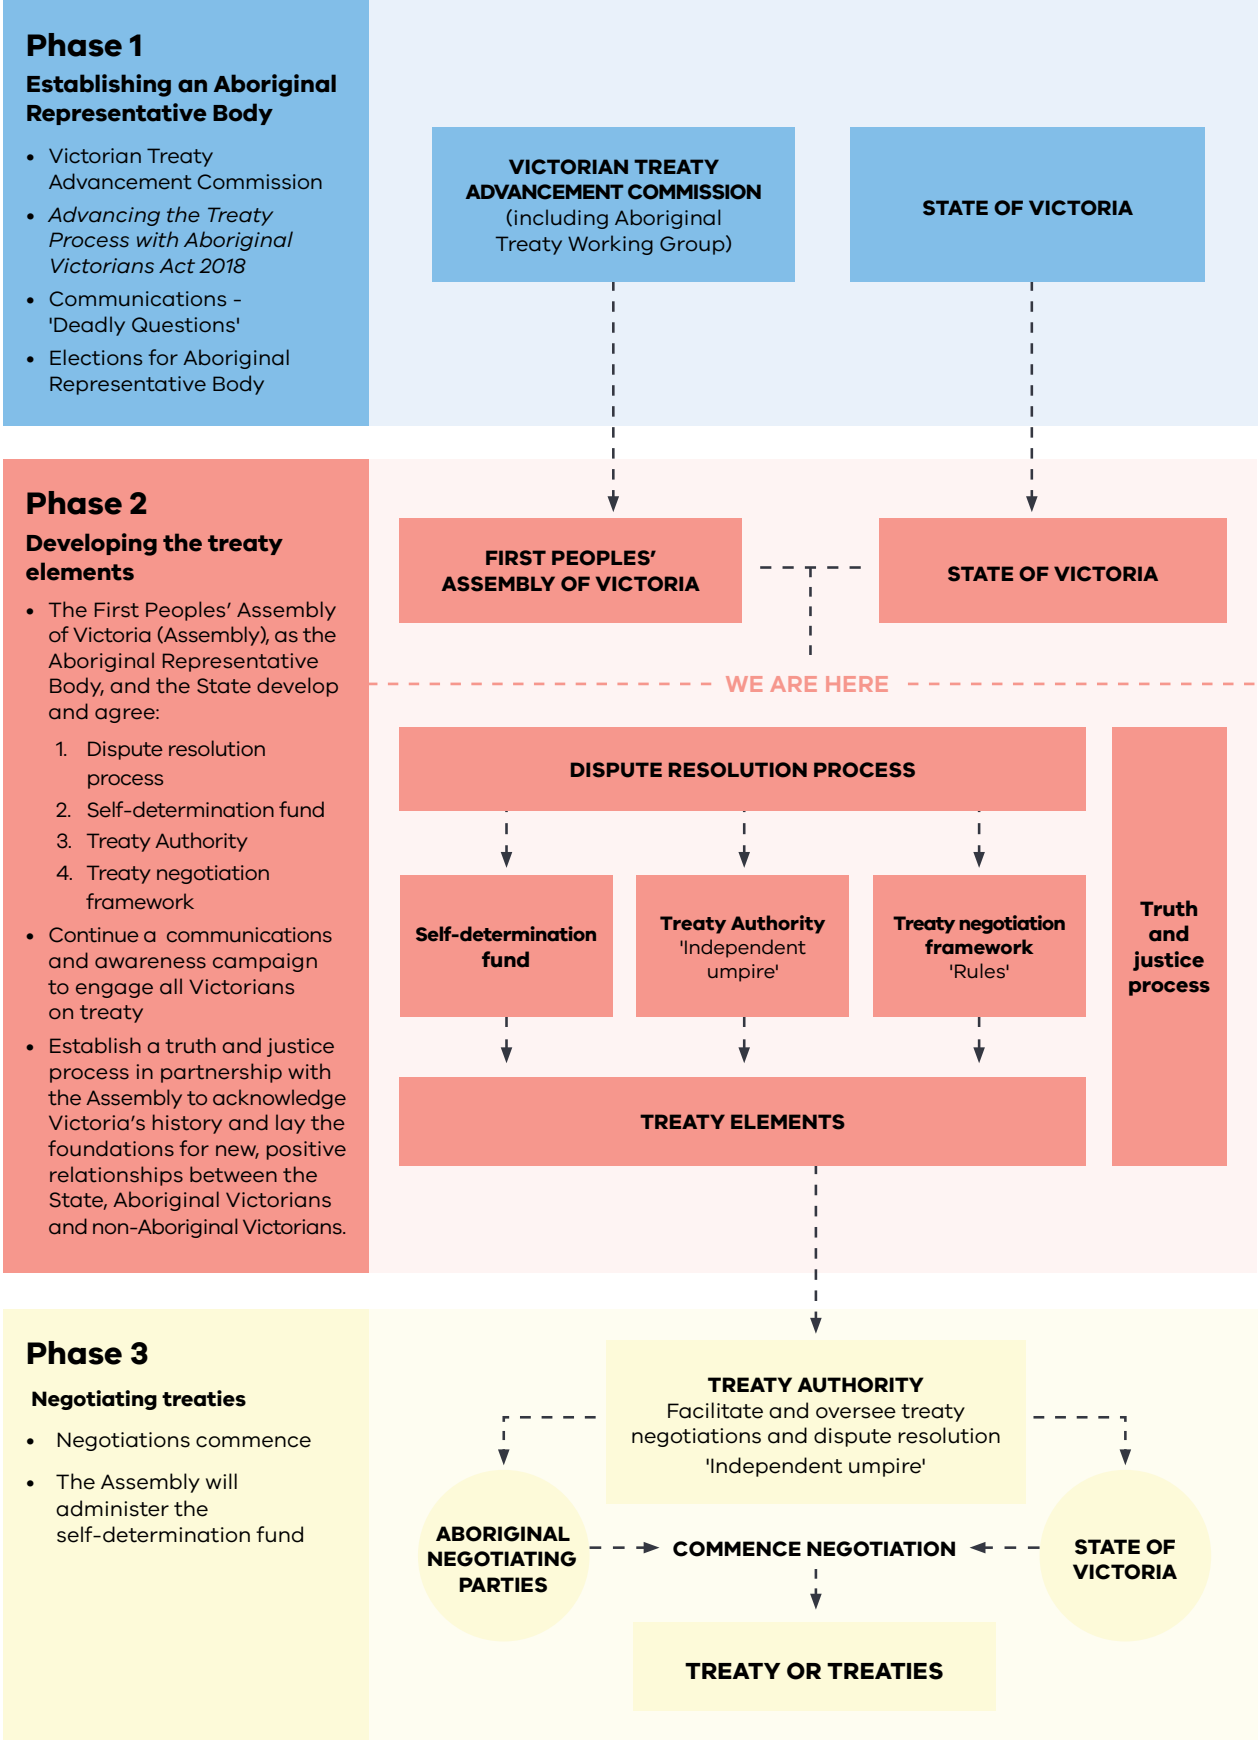 Phase 1
Establishing an Aboriginal
Representative Body
• Victorian Treaty
Advancement Commission
• Advancing the Treaty
Process with Aboriginal
Victorians Act 2018
• Communications -
'Deadly Questions'
• Elections for Aboriginal
Representative Body
VICTORIAN TREATY
ADVANCEMENT COMMISSION
(including Aboriginal
Treaty Working Group)
STATE OF VICTORIA
Phase 2
Developing the treaty
elements
• The First Peoples’ Assembly
of Victoria (Assembly), as the
Aboriginal Representative
Body, and the State develop
and agree:
1. Dispute resolution
process
2. Self-determination fund
3. Treaty Authority
4. Treaty negotiation
framework
• Continue a communications
and awareness campaign
to engage all Victorians
on treaty
• Establish a truth and justice
process in partnership with
the Assembly to acknowledge
Victoria’s history and lay the
foundations for new, positive
relationships between the
State, Aboriginal Victorians
and non-Aboriginal Victorians.
FIRST PEOPLES’
ASSEMBLY OF VICTORIA
STATE OF VICTORIA
WE ARE HERE
DISPUTE RESOLUTION PROCESS
Self-determination
fund
Treaty Authority
'Independent
umpire'
Treaty negotiation
framework
'Rules'
Truth
and
justice
process
TREATY ELEMENTS
Phase 3
Negotiating treaties
• Negotiations commence
• The Assembly will
administer the
self-determination fund
TREATY AUTHORITY
Facilitate and oversee treaty
negotiations and dispute resolution
'Independent umpire'
ABORIGINAL
NEGOTIATING
PARTIES
COMMENCE NEGOTIATION
STATE OF
VICTORIA
TREATY OR TREATIES